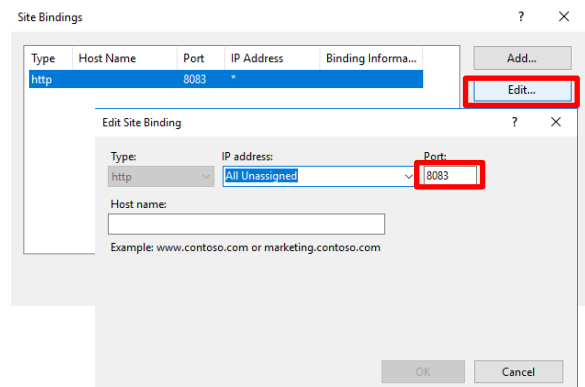 Site Bindings ? ×
Type Host Name Port IP Address Binding Informa... Add...
http 8083 *
Edit...
Edit Site Binding ? ×
Type: IP address: Port:
http All Unassigned 8083
Host name:
Example: www.contoso.com or marketing.contoso.com
OK Cancel